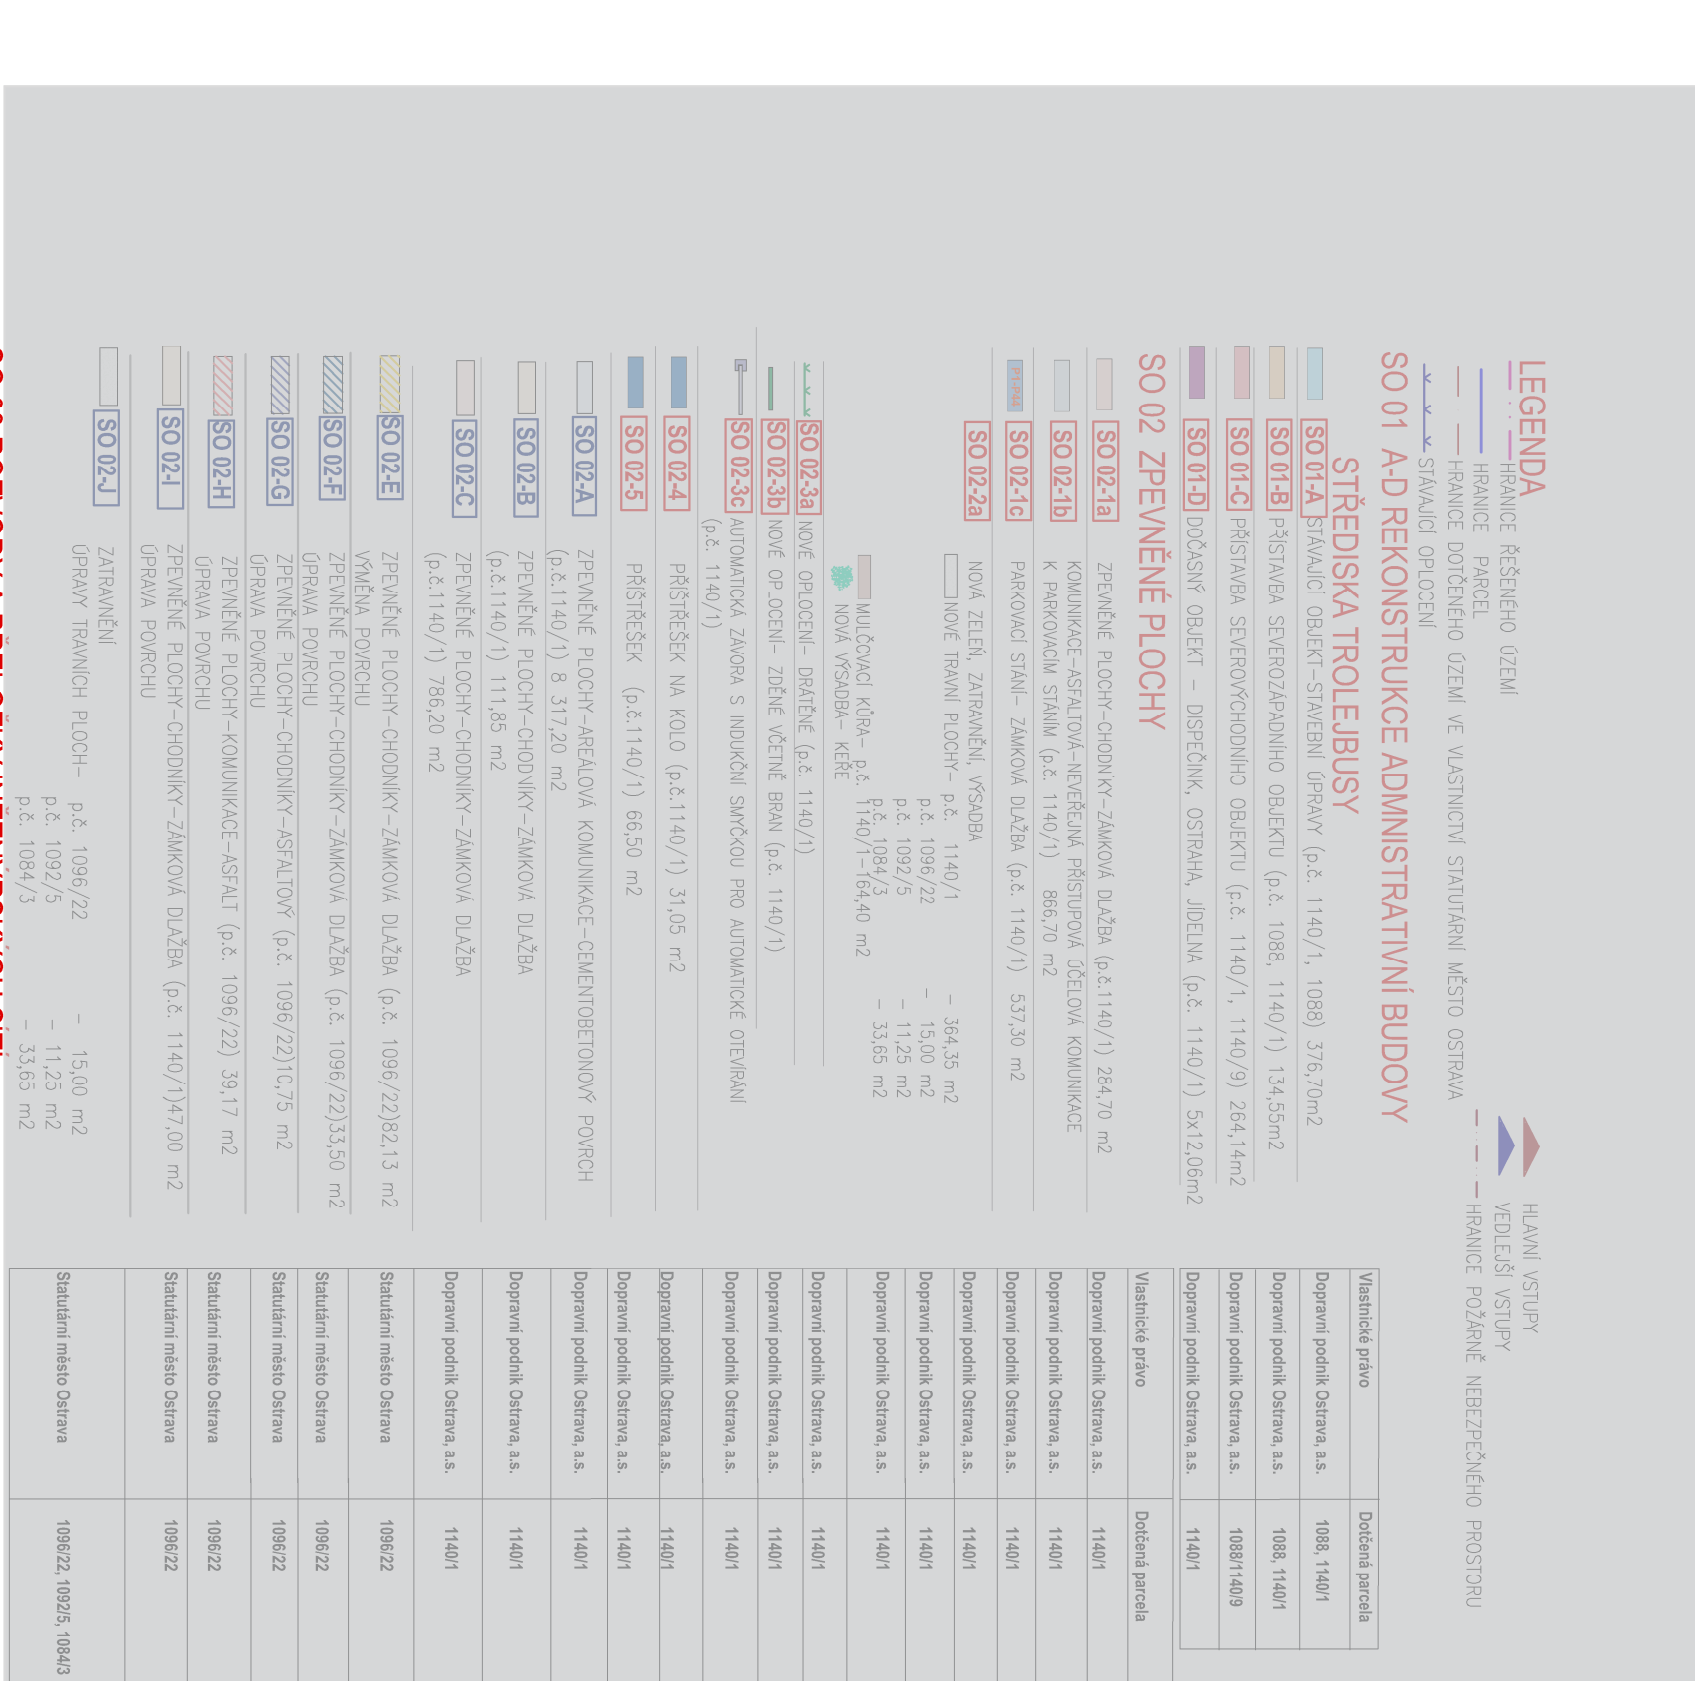 LEGENDA
HRANICE ŘEŠENÉHO ÚZEMÍ
HRANICE PARCEL
HRANICE DOTČENÉHO ÚZEMÍ VE VLASTNICTVÍ STATUTÁRNÍ MĚSTO OSTRAVA
STÁVAJÍCÍ OPLOCENÍ
HLAVNÍ VSTUPY
VEDLEJŠÍ VSTUPY
HRANICE POŽÁRNĚ NEBEZPEČNÉHO PROSTORU
SO 01 A-D REKONSTRUKCE ADMNISTRATIVNÍ BUDOVY
STŘEDISKA TROLEJBUSY
Vlastnické právo Dotčená parcela
SO 01-A STÁVAJÍCÍ OBJEKT-STAVEBNÍ ÚPRAVY (p.č. 1140/1, 1088) 376,70m2 Dopravní podnik Ostrava, a.s. 1088, 1140/1
SO 01-B PŘÍSTAVBA SEVEROZÁPADNÍHO OBJEKTU (p.č. 1088, 1140/1) 134,55m2 Dopravní podnik Ostrava, a.s. 1088, 1140/1
SO 01-C PŘÍSTAVBA SEVEROVÝCHODNÍHO OBJEKTU (p.č. 1140/1, 1140/9) 264,14m2 Dopravní podnik Ostrava, a.s. 1088/1140/9
SO 01-D DOČASNÝ OBJEKT - DISPEČINK, OSTRAHA, JÍDELNA (p.č. 1140/1) 5x12,06m2 Dopravní podnik Ostrava, a.s. 1140/1
SO 02 ZPEVNĚNÉ PLOCHY
Vlastnické právo Dotčená parcela
SO 02-1a ZPEVNĚNÉ PLOCHY-CHODNÍKY-ZÁMKOVÁ DLAŽBA (p.č.1140/1) 284,70 m2 Dopravní podnik Ostrava, a.s. 1140/1
KOMUNIKACE-ASFALTOVÁ-NEVEŘEJNÁ PŘÍSTUPOVÁ ÚČELOVÁ KOMUNIKACE
SO 02-1b K PARKOVACÍM STÁNÍM (p.č. 1140/1) 866,70 m2 Dopravní podnik Ostrava, a.s. 1140/1
P1-P44 SO 02-1c PARKOVACÍ STÁNÍ- ZÁMKOVÁ DLAŽBA (p.č. 1140/1) 537,30 m2 Dopravní podnik Ostrava, a.s. 1140/1
SO 02-2a NOVÁ ZELEŇ, ZATRAVNĚNÍ, VÝSADBA Dopravní podnik Ostrava, a.s. 1140/1
NOVÉ TRAVNÍ PLOCHY- p.č. 1140/1 - 364,35 m2
p.č. 1096/22 - 15,00 m2 Dopravní podnik Ostrava, a.s. 1140/1
p.č. 1092/5 - 11,25 m2
p.č. 1084/3 - 33,65 m2 Dopravní podnik Ostrava, a.s. 1140/1
MULČOVACÍ KŮRA- p.č. 1140/1-164,40 m2
NOVÁ VÝSADBA- KEŘE
SO 02-3a NOVÉ OPLOCENÍ- DRÁTĚNÉ (p.č. 1140/1) Dopravní podnik Ostrava, a.s. 1140/1
SO 02-3b NOVÉ OPLOCENÍ- ZDĚNÉ VČETNĚ BRAN (p.č. 1140/1) Dopravní podnik Ostrava, a.s. 1140/1
SO 02-3c AUTOMATICKÁ ZÁVORA S INDUKČNÍ SMYČKOU PRO AUTOMATICKÉ OTEVÍRÁNÍ Dopravní podnik Ostrava, a.s. 1140/1
(p.č. 1140/1)
SO 02-4 PŘÍSTŘEŠEK NA KOLO (p.č.1140/1) 31,05 m2 Dopravní podnik Ostrava, a.s. 1140/1
SO 02-5 PŘÍSTŘEŠEK (p.č.1140/1) 66,50 m2 Dopravní podnik Ostrava, a.s. 1140/1
SO 02-A ZPEVNĚNÉ PLOCHY-AREÁLOVÁ KOMUNIKACE-CEMENTOBETONOVÝ POVRCH Dopravní podnik Ostrava, a.s. 1140/1
(p.č.1140/1) 8 317,20 m2
SO 02-B ZPEVNĚNÉ PLOCHY-CHODNÍKY-ZÁMKOVÁ DLAŽBA Dopravní podnik Ostrava, a.s. 1140/1
(p.č.1140/1) 111,85 m2
SO 02-C ZPEVNĚNÉ PLOCHY-CHODNÍKY-ZÁMKOVÁ DLAŽBA Dopravní podnik Ostrava, a.s. 1140/1
(p.č.1140/1) 786,20 m2
SO 02-E ZPEVNĚNÉ PLOCHY-CHODNÍKY-ZÁMKOVÁ DLAŽBA (p.č. 1096/22)82,13 m2 Statutární město Ostrava 1096/22
VÝMĚNA POVRCHU
SO 02-F ZPEVNĚNÉ PLOCHY-CHODNÍKY-ZÁMKOVÁ DLAŽBA (p.č. 1096/22)33,50 m2 Statutární město Ostrava 1096/22
ÚPRAVA POVRCHU
SO 02-G ZPEVNĚNÉ PLOCHY-CHODNÍKY-ASFALTOVÝ (p.č. 1096/22)10,75 m2 Statutární město Ostrava 1096/22
ÚPRAVA POVRCHU
SO 02-H ZPEVNĚNÉ PLOCHY-KOMUNIKACE-ASFALT (p.č. 1096/22) 39,17 m2 Statutární město Ostrava 1096/22
ÚPRAVA POVRCHU
SO 02-I ZPEVNĚNÉ PLOCHY-CHODNÍKY-ZÁMKOVÁ DLAŽBA (p.č. 1140/1)47,00 m2 Statutární město Ostrava 1096/22
ÚPRAVA POVRCHU
SO 02-J ZATRAVNĚNÍ
ÚPRAVY TRAVNÍCH PLOCH- p.č. 1096/22 - 15,00 m2 Statutární město Ostrava 1096/22, 1092/5, 1084/3
p.č. 1092/5 - 11,25 m2
p.č. 1084/3 - 33,65 m2